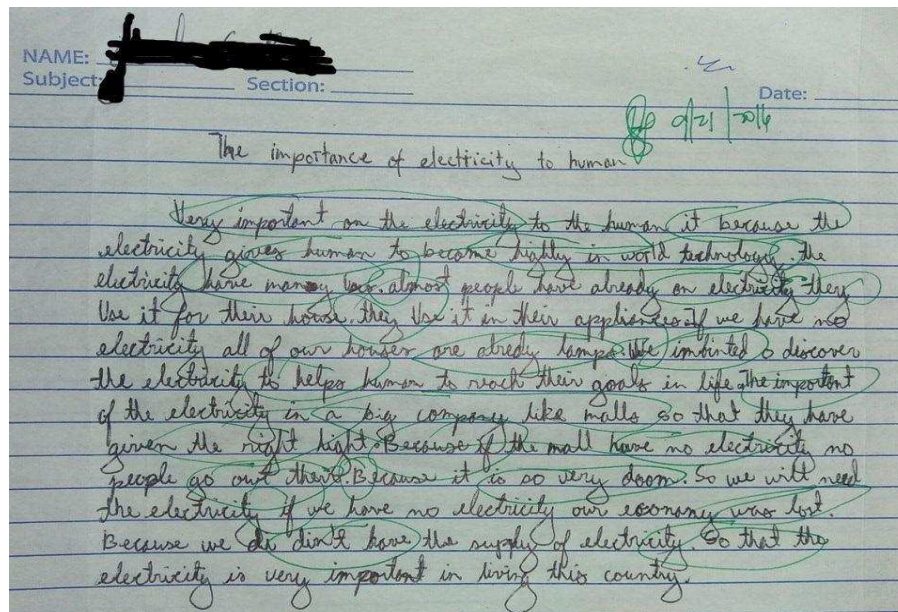 NAME:
Subject: Section:
Date:
9/21/2016
The importance of electricity to human
Very important on the electricity to the human it because the
electricity gives human to become highly in world technology. the
electricity have many law. almost people have already an electricity they
Use it for their house. they Use it in their appliances. If we have no
electricity all of our houses are alredy lamps. We imbinted & discover
the electricity to helps human to reach their goals in life. The important
of the electricity in a big company like malls so that they have
given the right light. Because if the mall have no electricity no
people go out their. Because it is so very doom. So we will need
the electricity if we have no electricity our economy was lost.
Because we din't have the supply of electricity. So that the
electricity is very important in living this country.